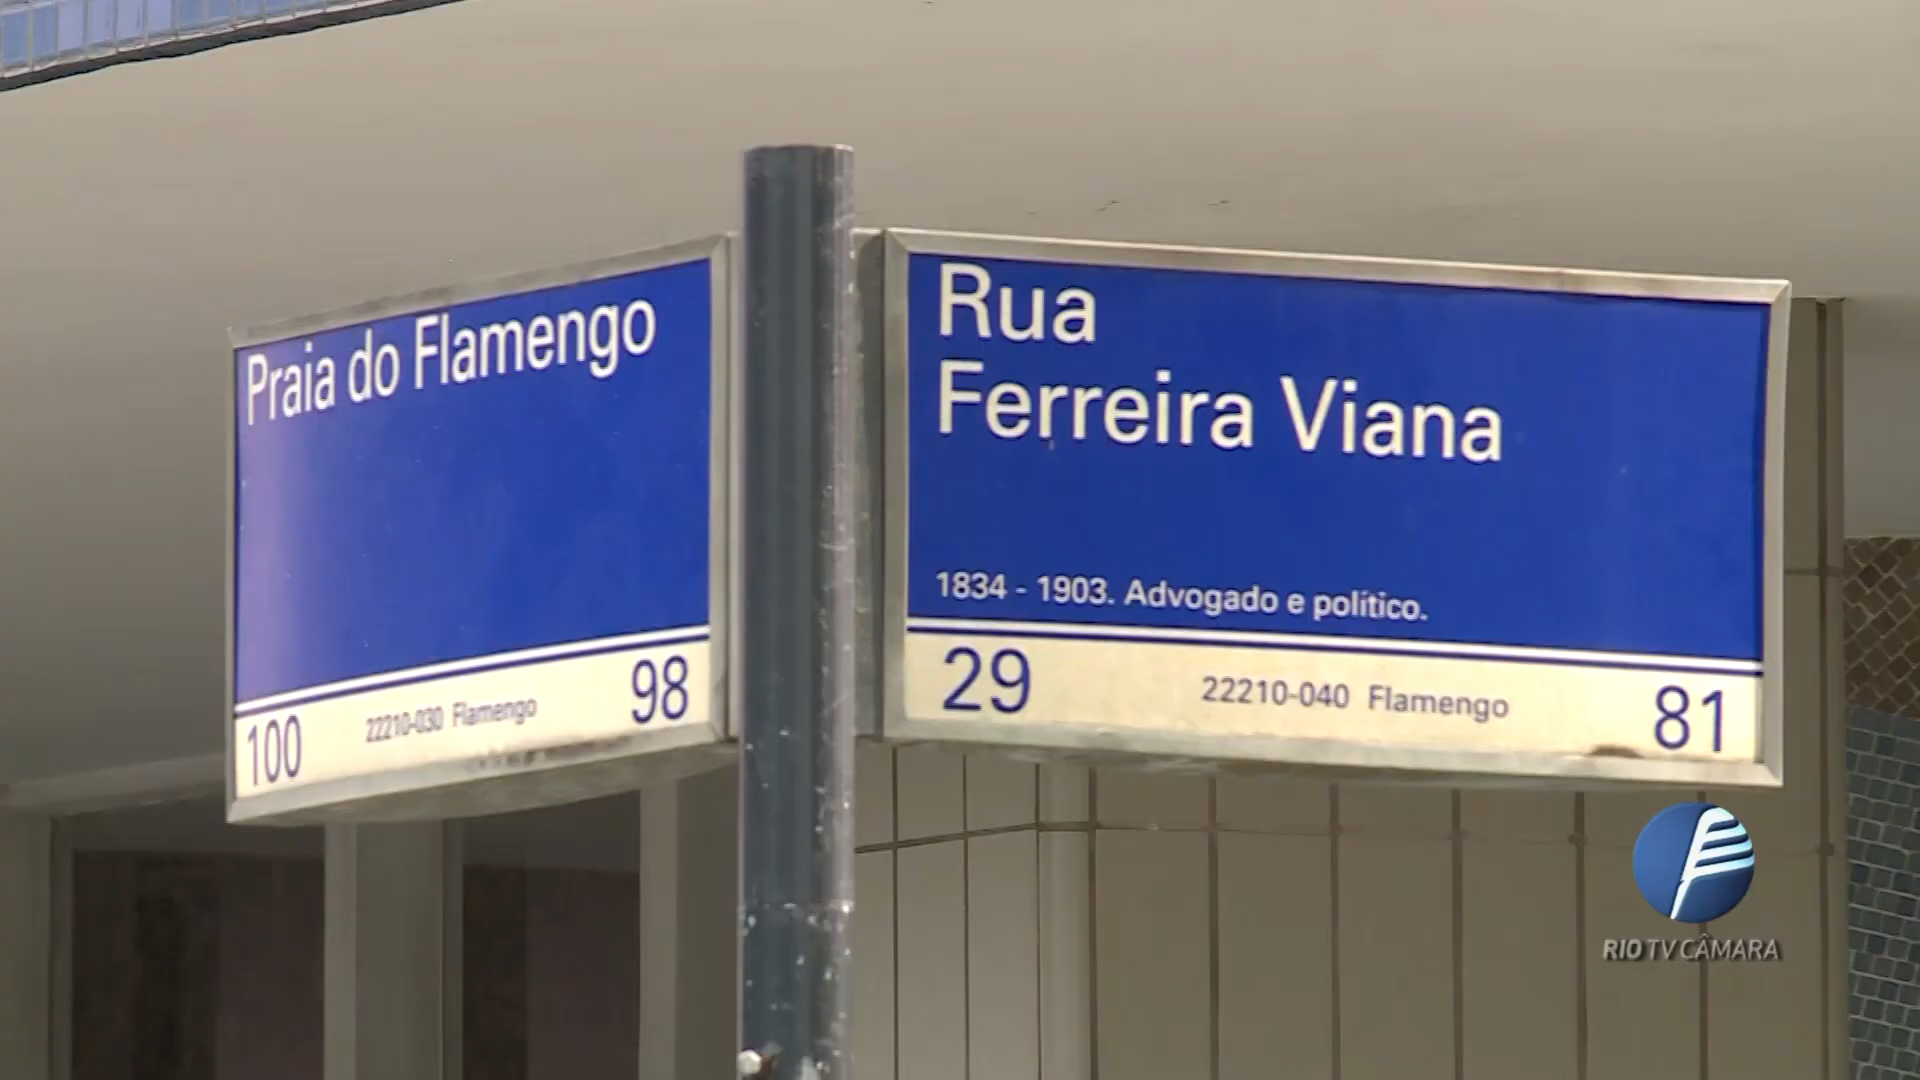 Praia do Flamengo
100 22210-030 Flamengo 98
Rua
Ferreira Viana
1834 - 1903. Advogado e político.
29 22210-040 Flamengo 81
RIO TV CÂMARA